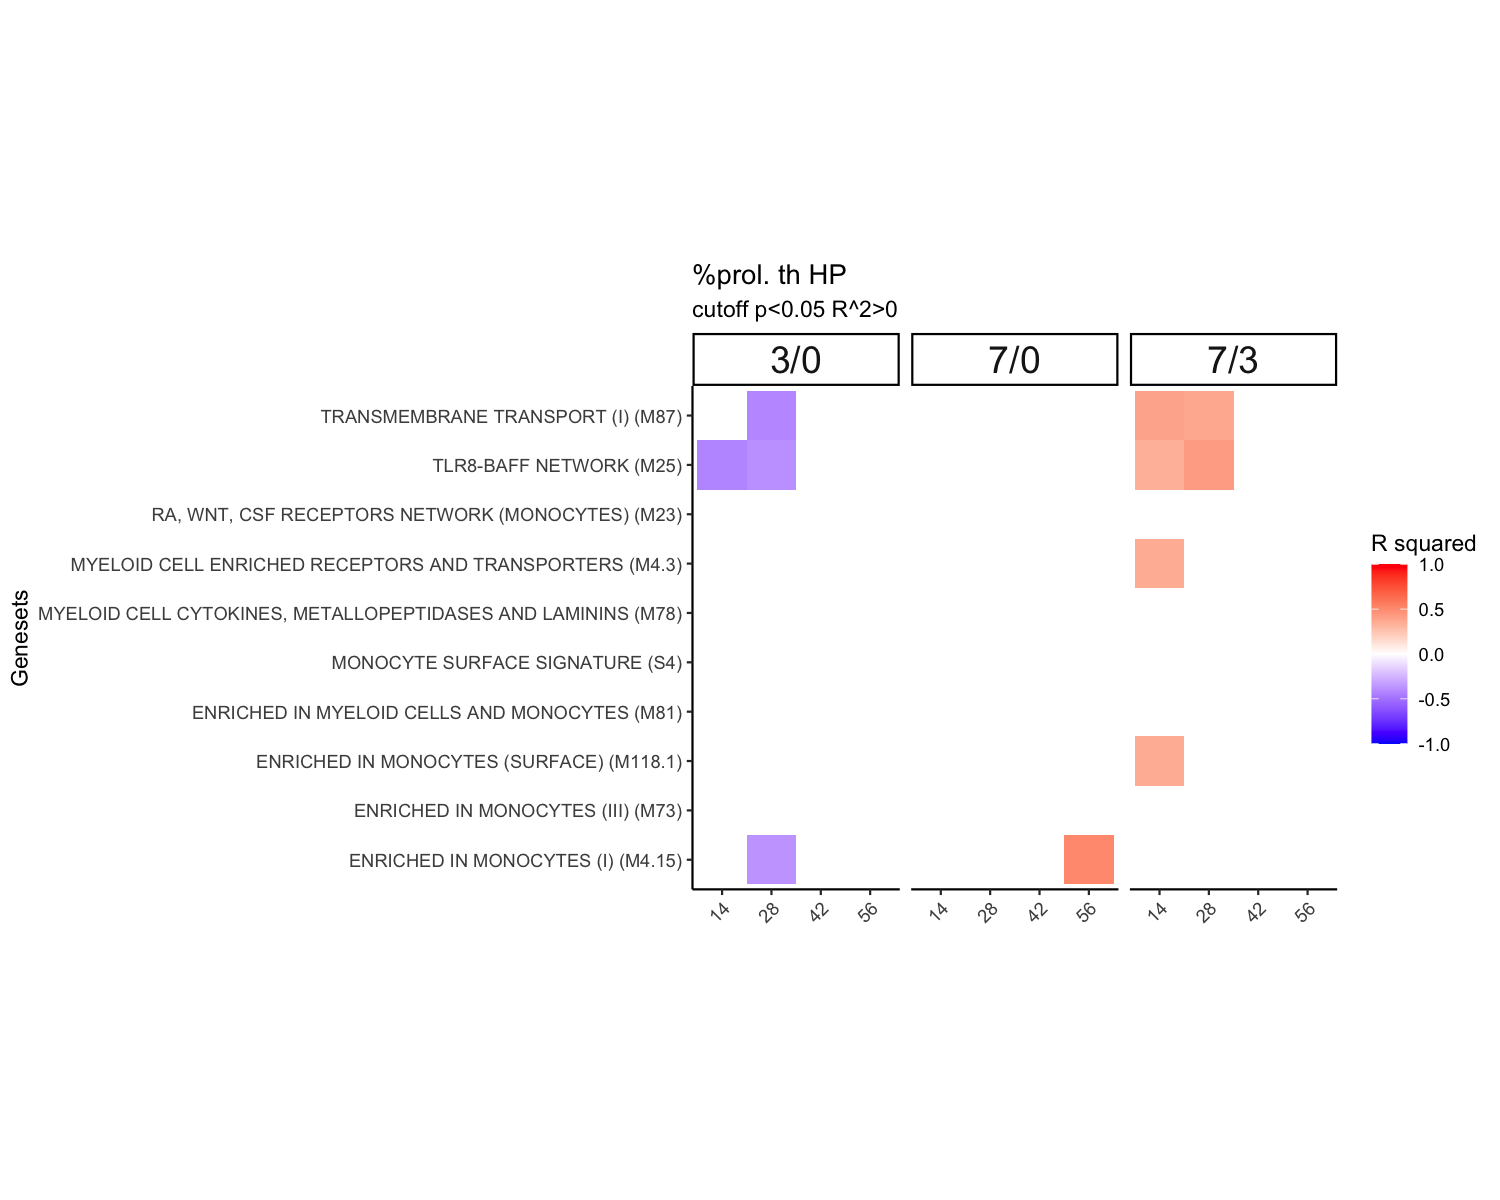 %prol. th HP
cutoff p<0.05 R^2>0
3/0 7/0 7/3
Genesets
TRANSMEMBRANE TRANSPORT (I) (M87)
TLR8-BAFF NETWORK (M25)
RA, WNT, CSF RECEPTORS NETWORK (MONOCYTES) (M23)
MYELOID CELL ENRICHED RECEPTORS AND TRANSPORTERS (M4.3)
MYELOID CELL CYTOKINES, METALLOPEPTIDASES AND LAMININS (M78)
MONOCYTE SURFACE SIGNATURE (S4)
ENRICHED IN MYELOID CELLS AND MONOCYTES (M81)
ENRICHED IN MONOCYTES (SURFACE) (M118.1)
ENRICHED IN MONOCYTES (III) (M73)
ENRICHED IN MONOCYTES (I) (M4.15)
14 28 42 56 14 28 42 56 14 28 42 56
R squared
1.0
0.5
0.0
-0.5
-1.0